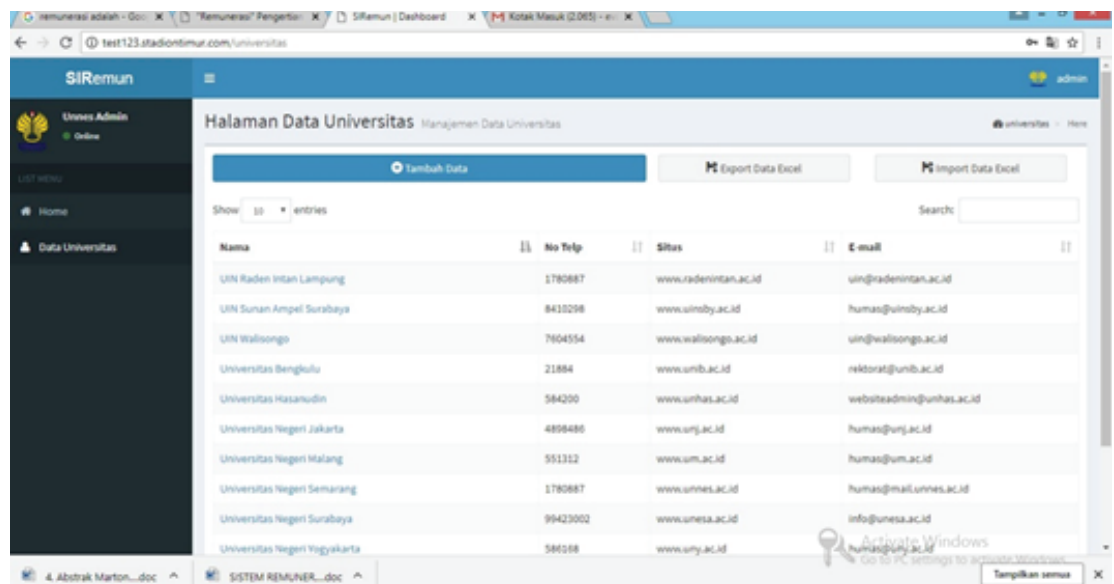 remunerasi adalah - Goo
"Remunerasi" Pengertian
SIRemun | Dashboard
Kotak Masuk (2.065) - e
test123.stadiontimur.com/universitas
SIRemun
admin
Unnes Admin
Online
Halaman Data Universitas Manajemen Data Universitas
universitas > Here
LIST MENU
Home
Data Universitas
Tambah Data
Export Data Excel
Import Data Excel
Show 10 entries
Search:
Nama No Telp Situs E-mail
UIN Raden Intan Lampung 1780887 www.radenintan.ac.id uin@radenintan.ac.id
UIN Sunan Ampel Surabaya 8410298 www.uinsby.ac.id humas@uinsby.ac.id
UIN Walisongo 7604554 www.walisongo.ac.id uin@walisongo.ac.id
Universitas Bengkulu 21884 www.unib.ac.id rektorat@unib.ac.id
Universitas Hasanudin 584200 www.unhas.ac.id websiteadmin@unhas.ac.id
Universitas Negeri Jakarta 4898486 www.unj.ac.id humas@unj.ac.id
Universitas Negeri Malang 551312 www.um.ac.id humas@um.ac.id
Universitas Negeri Semarang 1780887 www.unnes.ac.id humas@mail.unnes.ac.id
Universitas Negeri Surabaya 99423002 www.unesa.ac.id info@unesa.ac.id
Universitas Negeri Yogyakarta 586168 www.uny.ac.id humas@uny.ac.id
Activate Windows
Go to PC settings to activate Windows.
4. Abstrak Marton....doc
SISTEM REMUNER....doc
Tampilkan semua